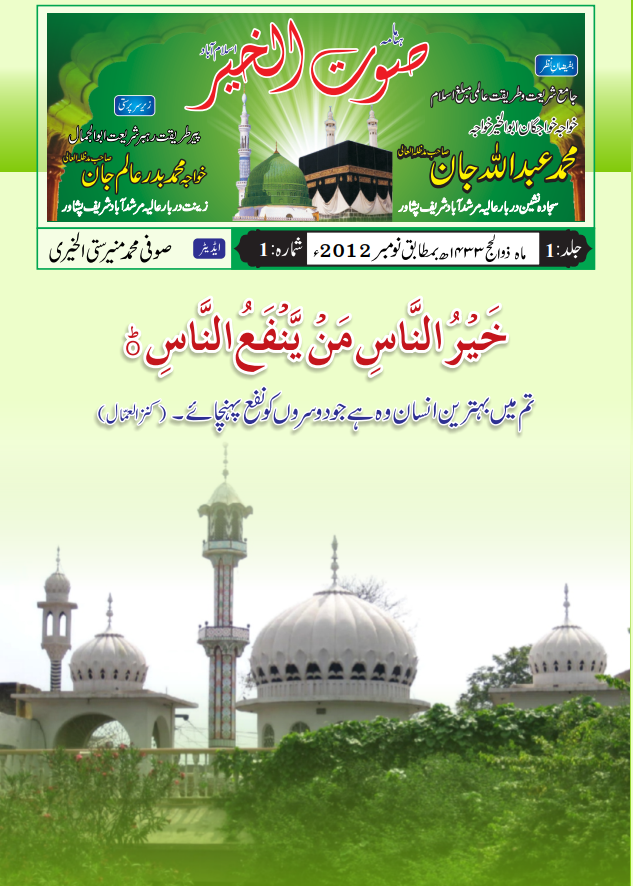 ماہنامہ
صوت الخیر
اسلام آباد
بفیضان نظر
جامع شریعت و طریقت عالمی مبلغ اسلام
خواجہ خواجگان ابوالخیر خواجہ
محمد عبداللہ جان صاحب مدظلہ العالی
سجادہ نشین دربار عالیہ مرشد آباد شریف پشاور
زیر سرپرستی
پیر طریقت رہبر شریعت ابوالجمال
خواجہ محمد بدر عالم جان صاحب مدظلہ العالی
زینت دربار عالیہ مرشد آباد شریف پشاور
جلد:1 ماہ ذوالحج ۱۴۳۳ھ بمطابق نومبر 2012ء شمارہ:1 ایڈیٹر صوفی محمد منیر ستی الخیری
خَيْرُ النَّاسِ مَنْ يَّنْفَعُ النَّاسِ ؕ
تم میں بہترین انسان وہ ہے جو دوسروں کو نفع پہنچائے۔ (کنزالعمال)